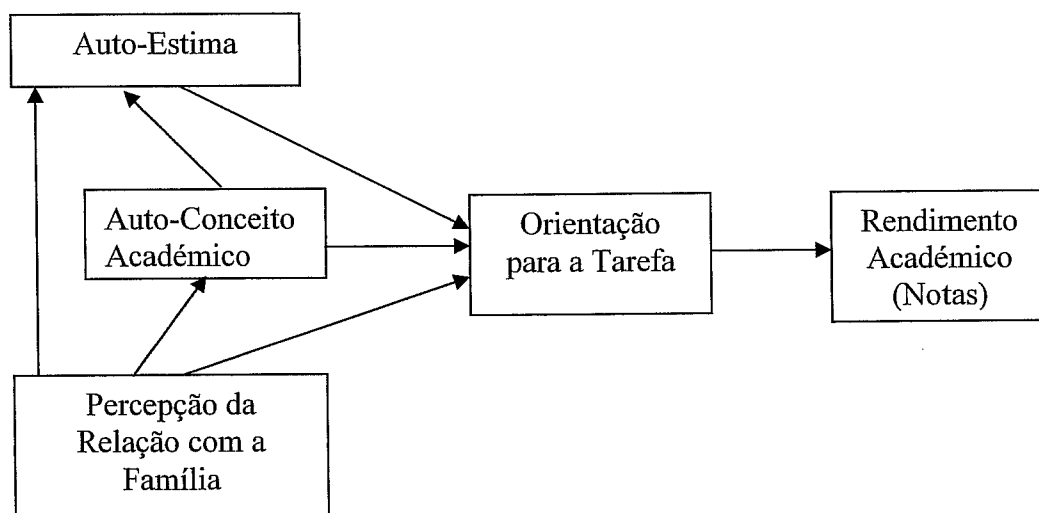 Auto-Estima
Auto-Conceito
Académico
Orientação
para a Tarefa
Rendimento
Académico
(Notas)
Percepção da
Relação com a
Família